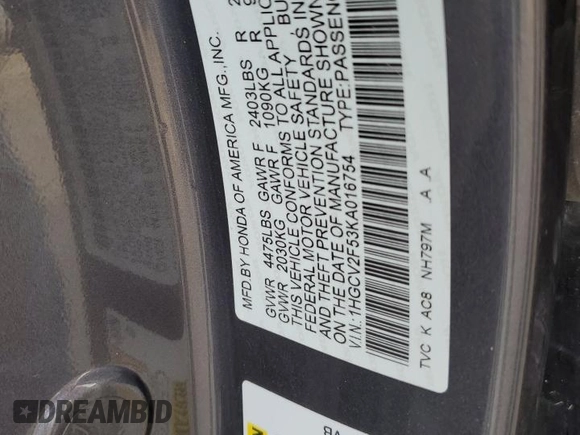 MFD.BY HONDA OF AMERICA MFG.,INC.
GVWR 4475LBS GAWR F 2403LBS R
GVWR 2030KG GAWR F 1090KG R
THIS VEHICLE CONFORMS TO ALL APPLIC
FEDERAL MOTOR VEHICLE SAFETY, BU
AND THEFT PREVENTION STANDARDS, IN
ON THE DATE OF MANUFACTURE SHOWN
V.I.N.:1HGCV2F53KA016754 TYPE:PASSEN
TVC K AC8 NH797M A A
DREAMBID